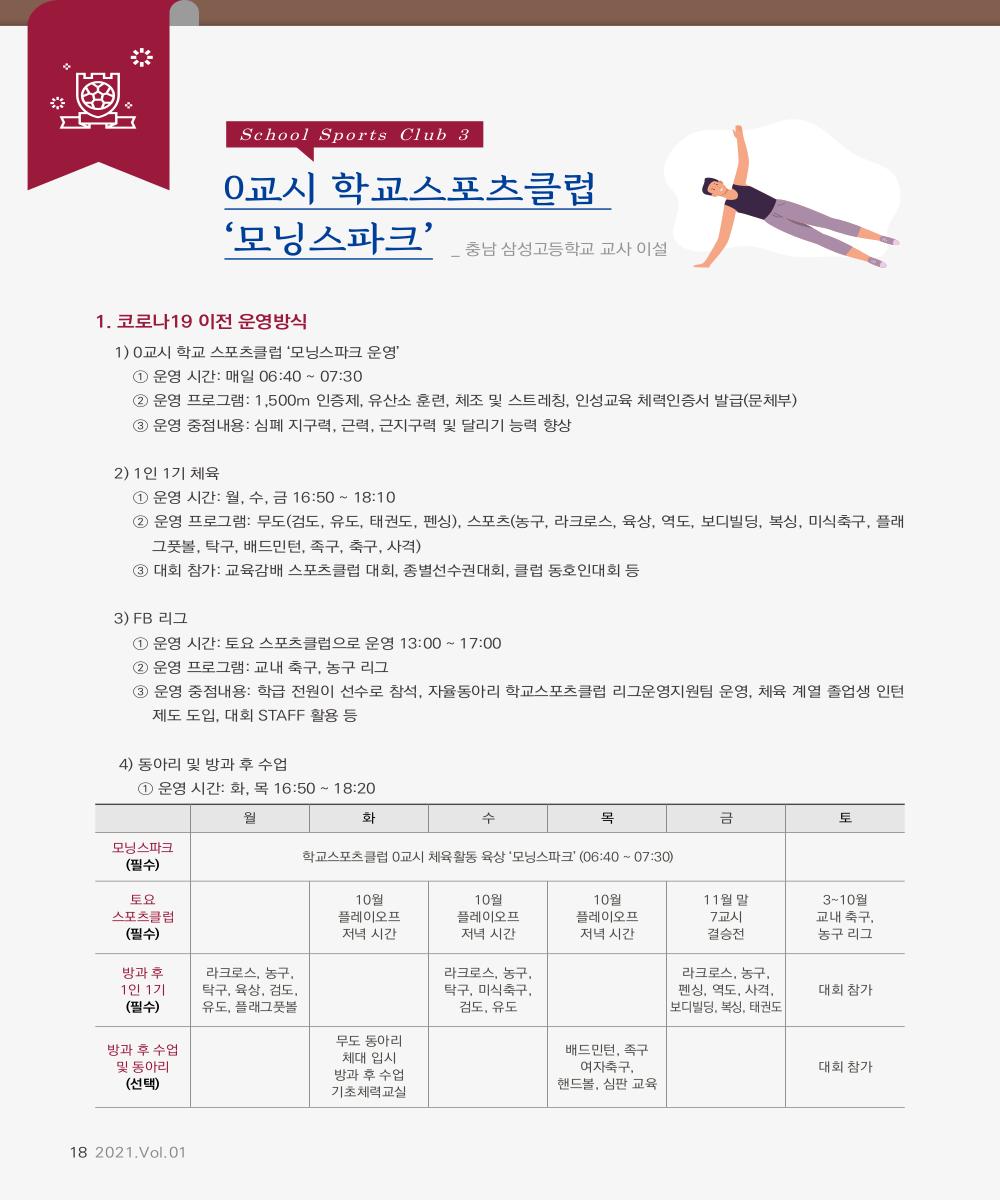 School Sports Club 3
0교시 학교스포츠클럽
‘모닝스파크’ _ 충남 삼성고등학교 교사 이설
1. 코로나19 이전 운영방식
1) 0교시 학교 스포츠클럽 ‘모닝스파크 운영’
① 운영 시간: 매일 06:40 ~ 07:30
② 운영 프로그램: 1,500m 인증제, 유산소 훈련, 체조 및 스트레칭, 인성교육 체력인증서 발급(문체부)
③ 운영 중점내용: 심폐 지구력, 근력, 근지구력 및 달리기 능력 향상
2) 1인 1기 체육
① 운영 시간: 월, 수, 금 16:50 ~ 18:10
② 운영 프로그램: 무도(검도, 유도, 태권도, 펜싱), 스포츠(농구, 라크로스, 육상, 역도, 보디빌딩, 복싱, 미식축구, 플래
그풋볼, 탁구, 배드민턴, 족구, 축구, 사격)
③ 대회 참가: 교육감배 스포츠클럽 대회, 종별선수권대회, 클럽 동호인대회 등
3) FB 리그
① 운영 시간: 토요 스포츠클럽으로 운영 13:00 ~ 17:00
② 운영 프로그램: 교내 축구, 농구 리그
③ 운영 중점내용: 학급 전원이 선수로 참석, 자율동아리 학교스포츠클럽 리그운영지원팀 운영, 체육 계열 졸업생 인턴
제도 도입, 대회 STAFF 활용 등
4) 동아리 및 방과 후 수업
① 운영 시간: 화, 목 16:50 ~ 18:20
월 화 수 목 금 토
모닝스파크
(필수)
학교스포츠클럽 0교시 체육활동 육상 ‘모닝스파크’ (06:40 ~ 07:30)
토요
스포츠클럽
(필수)
10월
플레이오프
저녁 시간
10월
플레이오프
저녁 시간
10월
플레이오프
저녁 시간
11월 말
7교시
결승전
3~10월
교내 축구,
농구 리그
방과 후
1인 1기
(필수)
라크로스, 농구,
탁구, 육상, 검도,
유도, 플래그풋볼
라크로스, 농구,
탁구, 미식축구,
검도, 유도
라크로스, 농구,
펜싱, 역도, 사격,
보디빌딩, 복싱, 태권도
대회 참가
방과 후 수업
및 동아리
(선택)
무도 동아리
체대 입시
방과 후 수업
기초체력교실
배드민턴, 족구
여자축구,
핸드볼, 심판 교육
대회 참가
18 2021.Vol.01